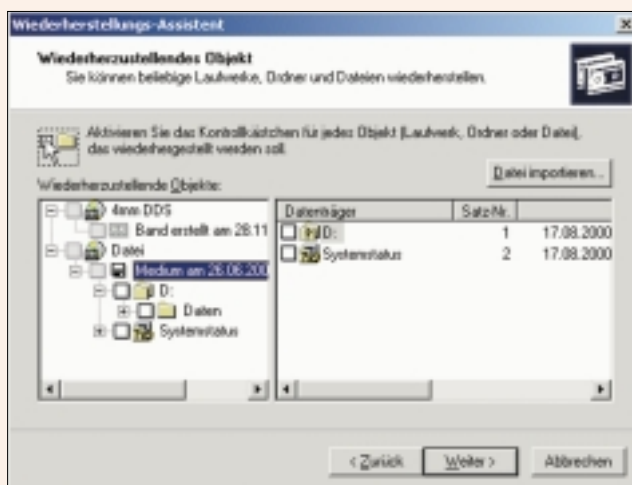 Wiederherstellungs-Assistent
Wiederherzustellendes Objekt
Sie können beliebige Laufwerke, Ordner und Dateien wiederherstellen.
Aktivieren Sie das Kontrollkästchen für jedes Objekt (Laufwerk, Ordner oder Datei),
das wiederhergestellt werden soll.
Datei importieren...
Wiederherzustellende Objekte:
4mm DDS
Band erstellt am 28.11
Datei
Medium am 26.06.200
D:
Daten
Systemstatus
Datenträger Satz-Nr.
D: 1 17.08.2000
Systemstatus 2 17.08.2000
< Zurück Weiter > Abbrechen